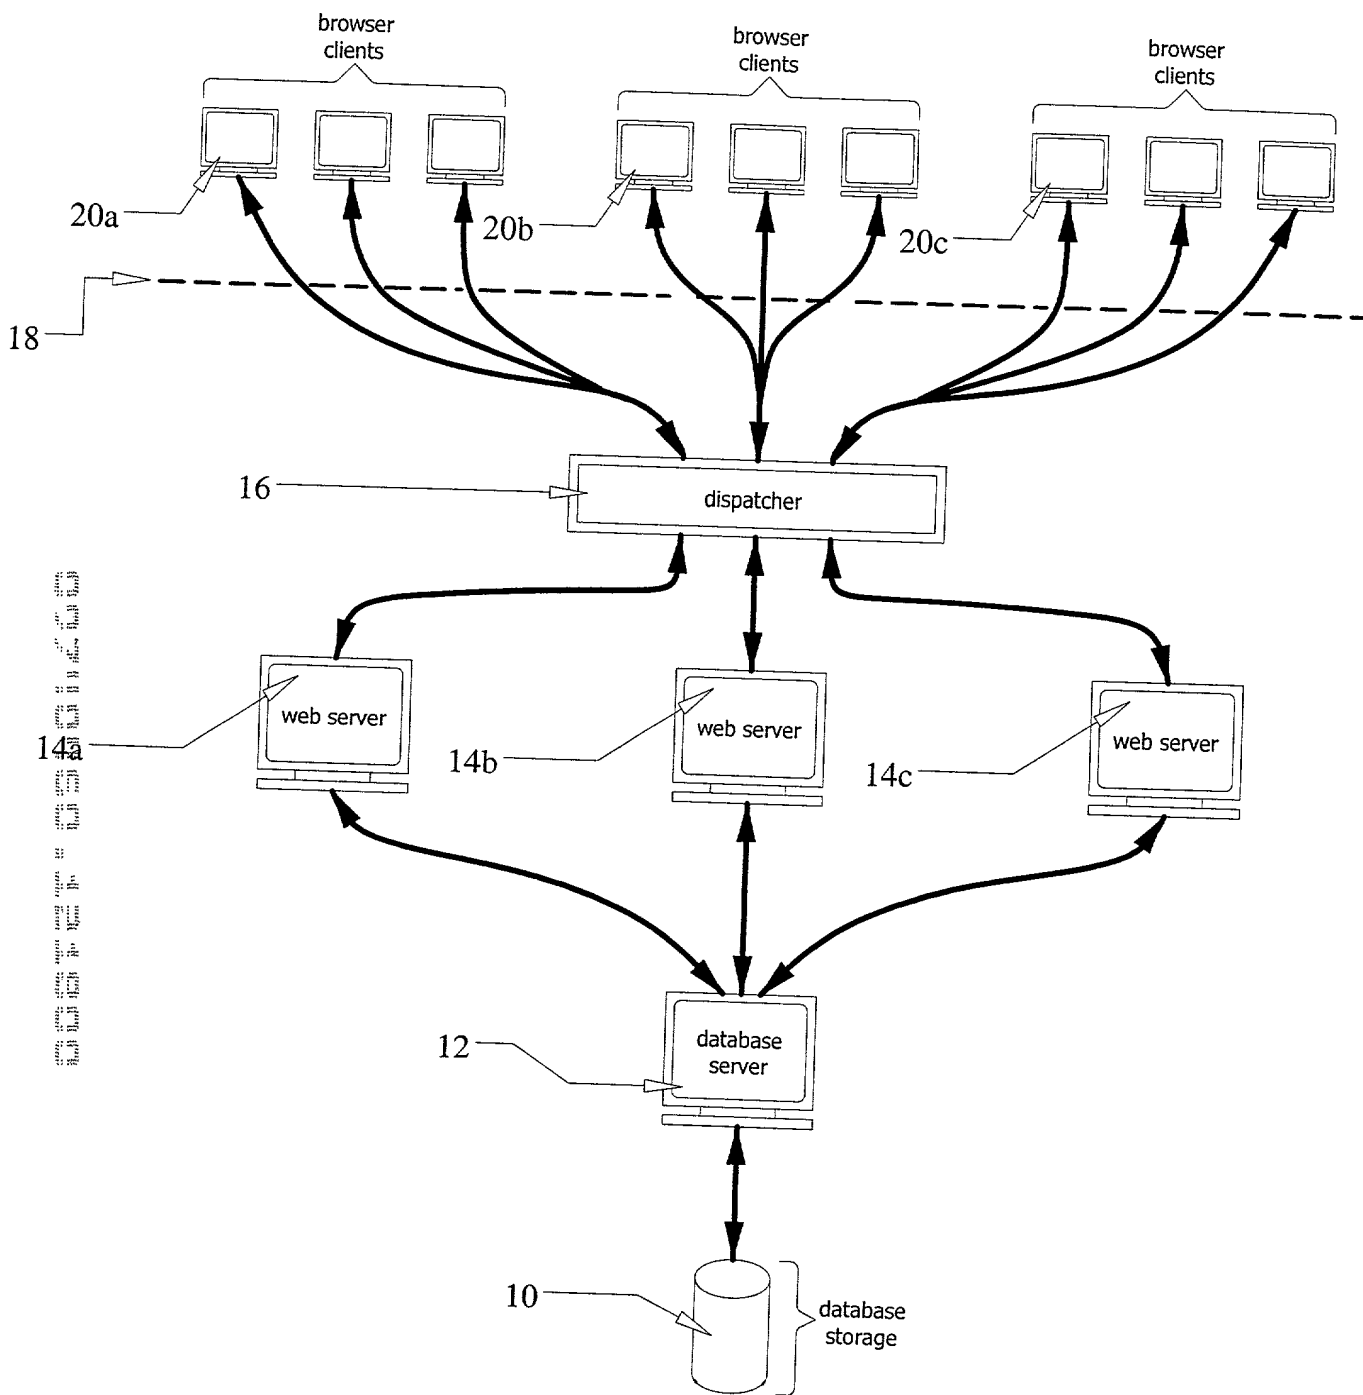 browser
clients
browser
clients
browser
clients
20a
20b
20c
18
16
dispatcher
web server
web server
web server
14a
14b
14c
12
database
server
10
database
storage